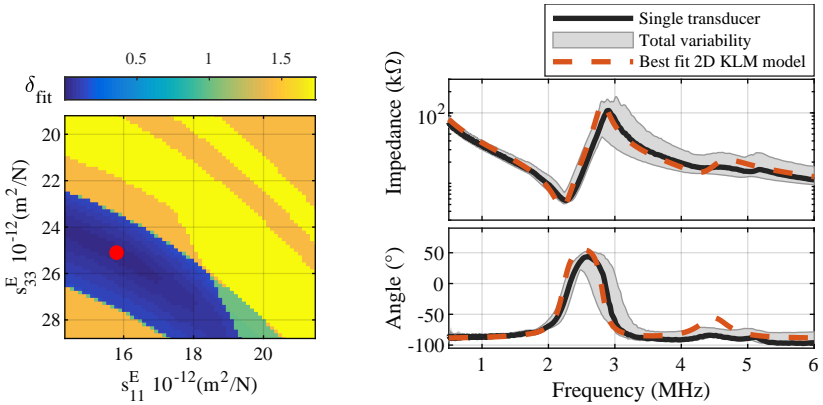 0.5 1 1.5
δfit
20
22
24
26
28
s33^E 10^-12(m^2/N)
16 18 20
s11^E 10^-12(m^2/N)
Single transducer
Total variability
Best fit 2D KLM model
Impedance (kΩ)
10^2
Angle (°)
50
0
-50
-100
1 2 3 4 5 6
Frequency (MHz)